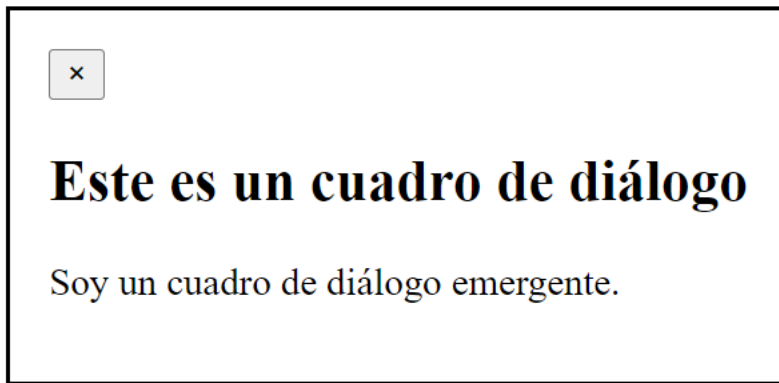 ×
Este es un cuadro de diálogo
Soy un cuadro de diálogo emergente.